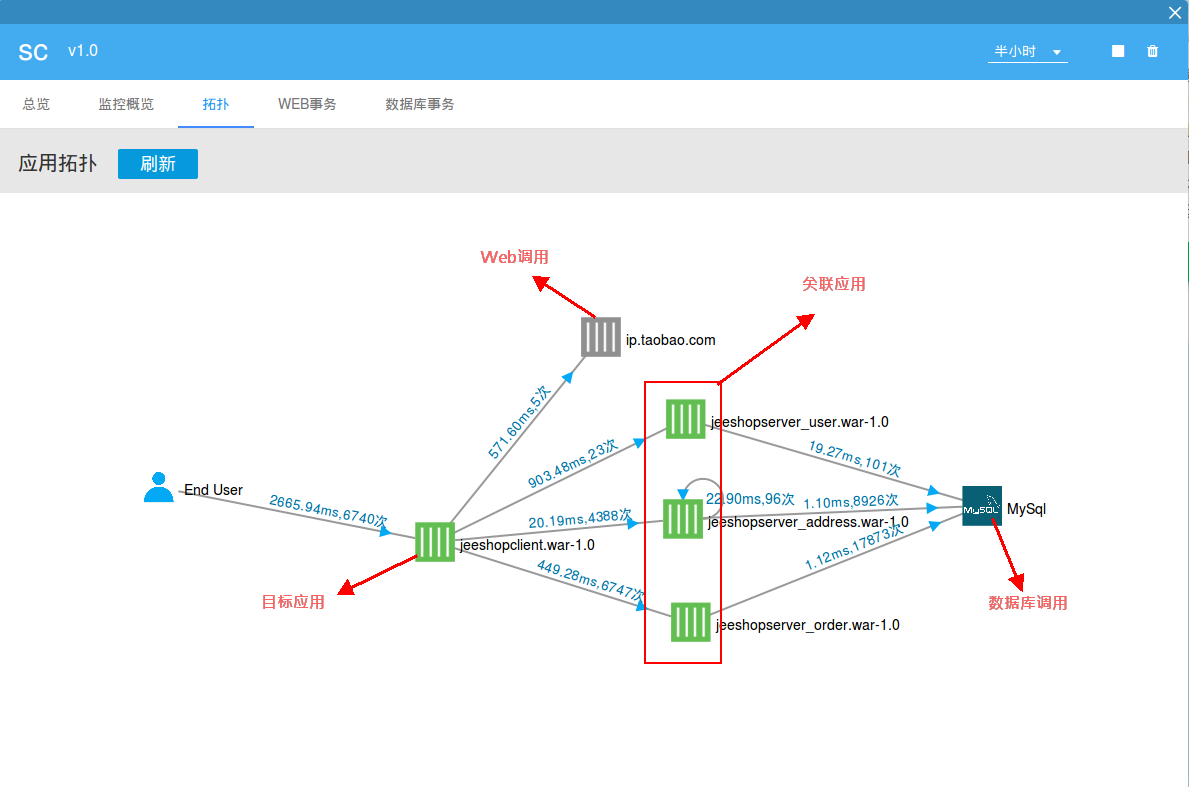 SC v1.0 半小时
总览 监控概览 拓扑 WEB事务 数据库事务
应用拓扑 刷新
Web调用
关联应用
ip.taobao.com
571.60ms,5次
jeeshopserver_user.war-1.0
903.48ms,23次
19.27ms,101次
End User
2665.94ms,6740次
22.90ms,96次
1.10ms,8926次
MySQL
MySql
20.19ms,4388次
jeeshopserver_address.war-1.0
jeeshopclient.war-1.0
1.12ms,17873次
449.28ms,6747次
目标应用
数据库调用
jeeshopserver_order.war-1.0